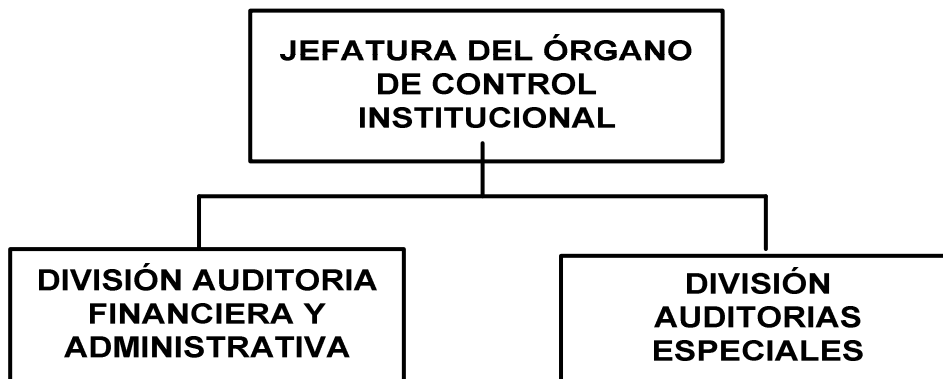 JEFATURA DEL ÓRGANO
DE CONTROL
INSTITUCIONAL
DIVISIÓN AUDITORIA
FINANCIERA Y
ADMINISTRATIVA
DIVISIÓN
AUDITORIAS
ESPECIALES